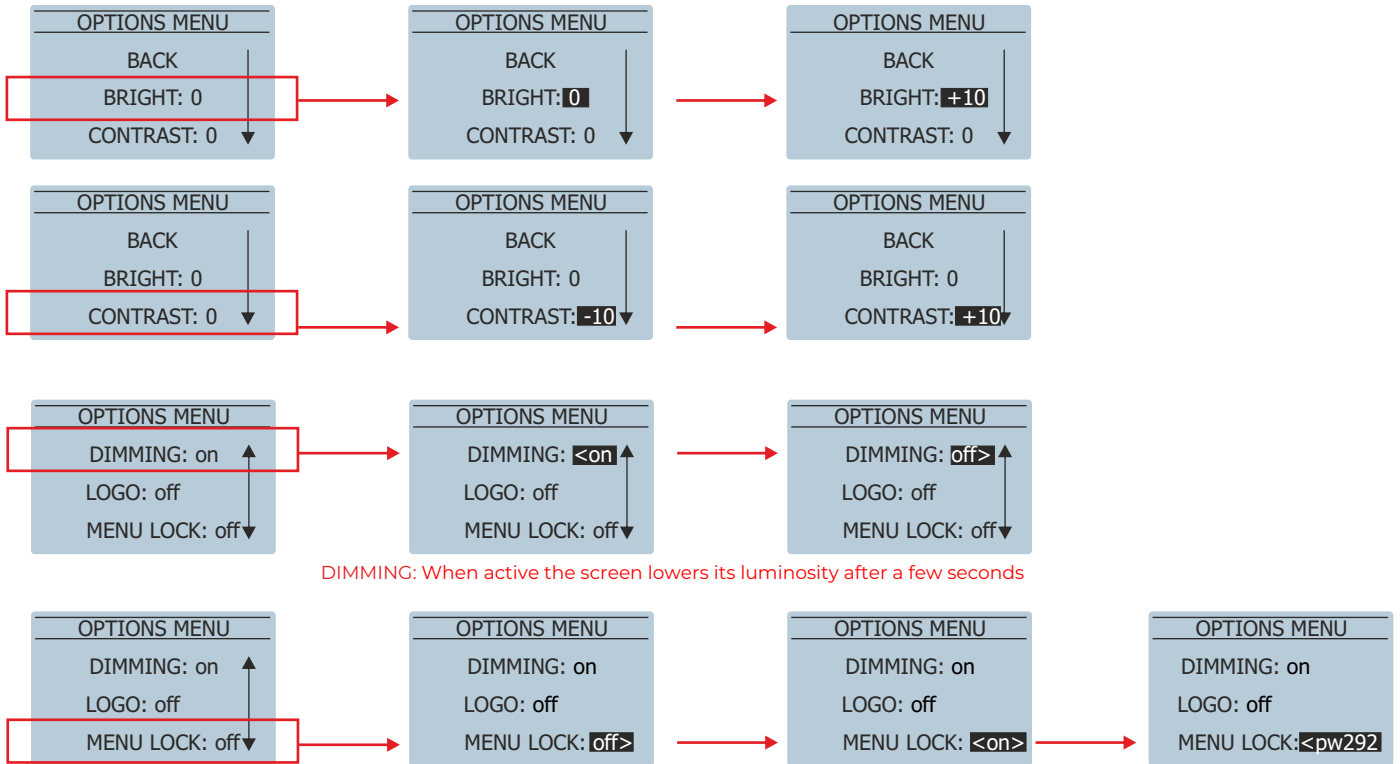 OPTIONS MENU
BACK
BRIGHT: 0
CONTRAST: 0
OPTIONS MENU
BACK
BRIGHT: 0
CONTRAST: 0
OPTIONS MENU
BACK
BRIGHT: +10
CONTRAST: 0
OPTIONS MENU
BACK
BRIGHT: 0
CONTRAST: 0
OPTIONS MENU
BACK
BRIGHT: 0
CONTRAST: -10
OPTIONS MENU
BACK
BRIGHT: 0
CONTRAST: +10
OPTIONS MENU
DIMMING: on
LOGO: off
MENU LOCK: off
OPTIONS MENU
DIMMING: <on
LOGO: off
MENU LOCK: off
OPTIONS MENU
DIMMING: off>
LOGO: off
MENU LOCK: off
DIMMING: When active the screen lowers its luminosity after a few seconds
OPTIONS MENU
DIMMING: on
LOGO: off
MENU LOCK: off
OPTIONS MENU
DIMMING: on
LOGO: off
MENU LOCK: off>
OPTIONS MENU
DIMMING: on
LOGO: off
MENU LOCK: <on>
OPTIONS MENU
DIMMING: on
LOGO: off
MENU LOCK:<pw292